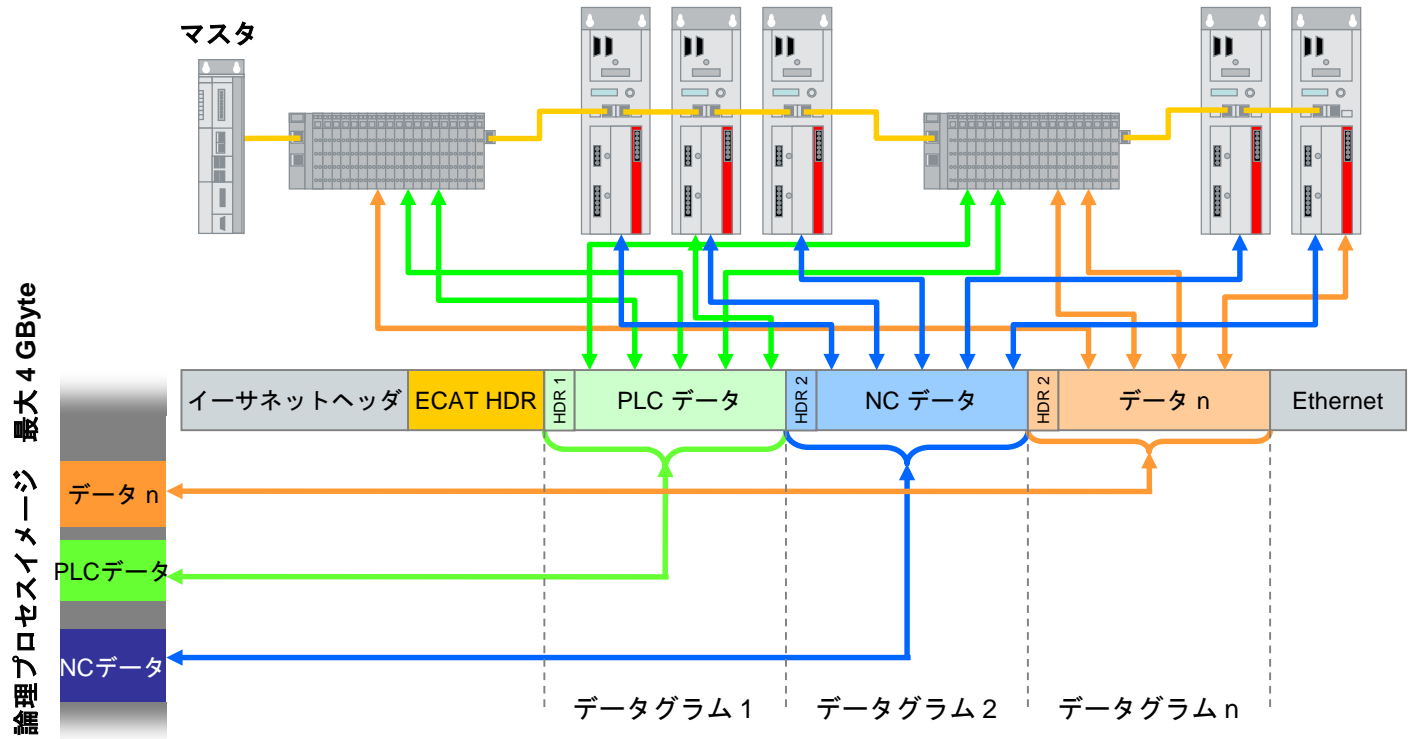 マスタ
イーサネットヘッダ
ECAT HDR
HDR 1
PLC データ
HDR 2
NC データ
HDR 2
データ n
Ethernet
論理プロセスイメージ 最大 4 GByte
データ n
PLCデータ
NCデータ
データグラム 1
データグラム 2
データグラム n